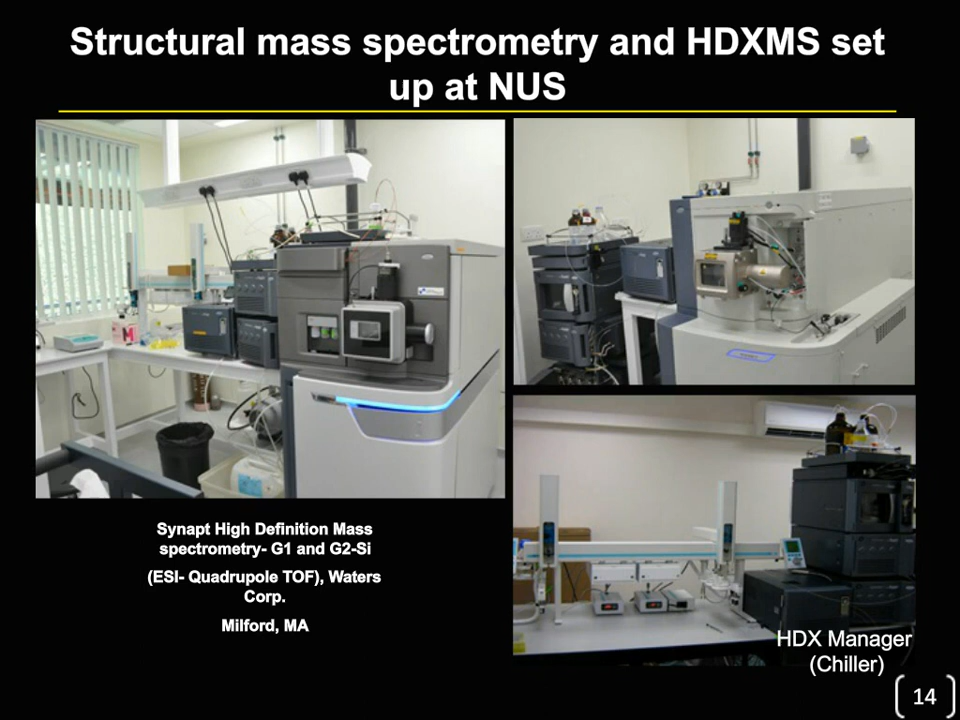 Structural mass spectrometry and HDXMS set
up at NUS
Synapt High Definition Mass
spectrometry- G1 and G2-Si
(ESI- Quadrupole TOF), Waters
Corp.
Milford, MA
HDX Manager
(Chiller)
14